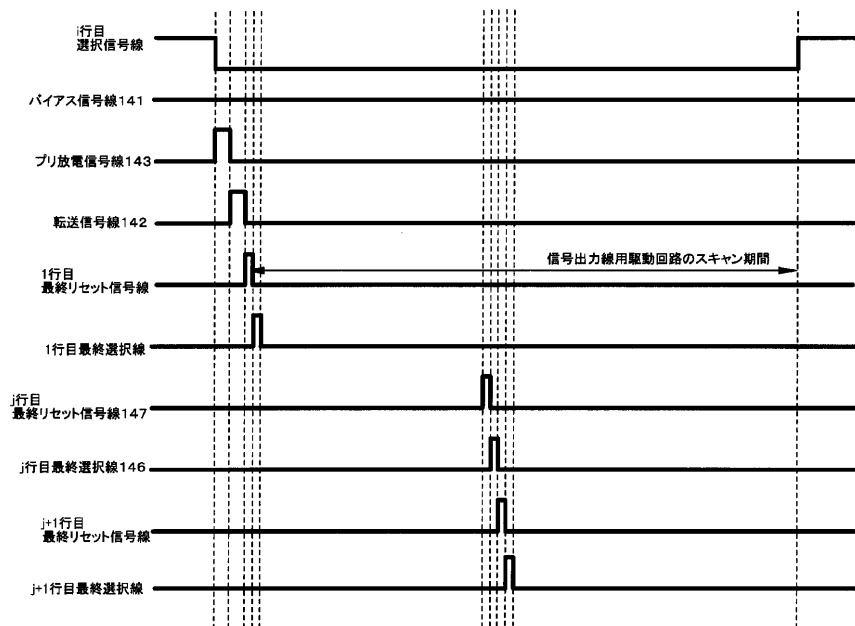 i行目
選択信号線
バイアス信号線141
プリ放電信号線143
転送信号線142
1行目
最終リセット信号線
信号出力線用駆動回路のスキャン期間
1行目最終選択線
j行目
最終リセット信号線147
j行目最終選択線146
j+1行目
最終リセット信号線
j+1行目最終選択線